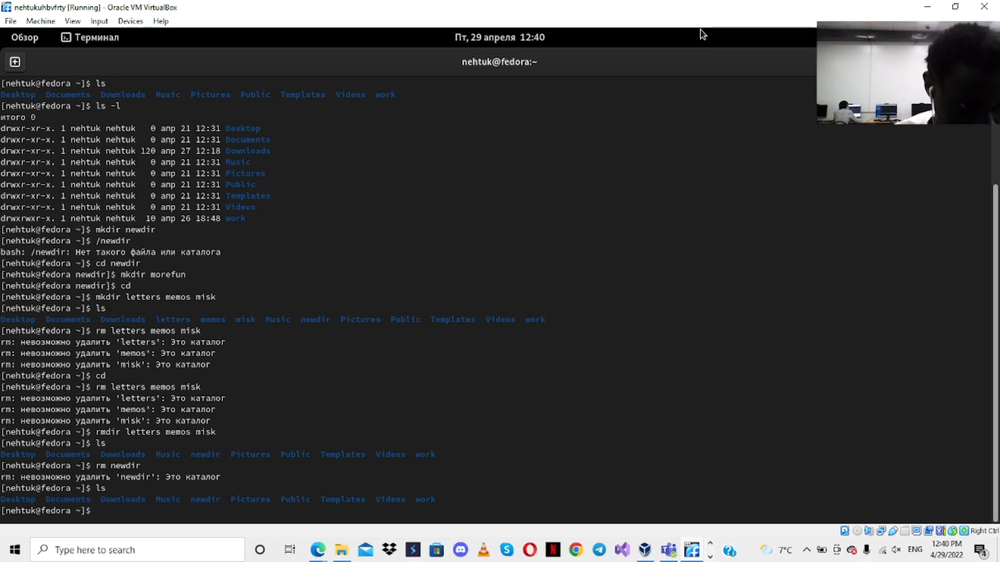 nehtukuhbvfrty [Running] - Oracle VM VirtualBox
File Machine View Input Devices Help
Обзор Терминал Пт, 29 апреля 12:40
nehtuk@fedora:~
[nehtuk@fedora ~]$ ls
Desktop Documents Downloads Music Pictures Public Templates Videos work
[nehtuk@fedora ~]$ ls -l
итого 0
drwxr-xr-x. 1 nehtuk nehtuk 0 апр 21 12:31 Desktop
drwxr-xr-x. 1 nehtuk nehtuk 0 апр 21 12:31 Documents
drwxr-xr-x. 1 nehtuk nehtuk 120 апр 27 12:18 Downloads
drwxr-xr-x. 1 nehtuk nehtuk 0 апр 21 12:31 Music
drwxr-xr-x. 1 nehtuk nehtuk 0 апр 21 12:31 Pictures
drwxr-xr-x. 1 nehtuk nehtuk 0 апр 21 12:31 Public
drwxr-xr-x. 1 nehtuk nehtuk 0 апр 21 12:31 Templates
drwxr-xr-x. 1 nehtuk nehtuk 0 апр 21 12:31 Videos
drwxrwxr-x. 1 nehtuk nehtuk 10 апр 26 18:48 work
[nehtuk@fedora ~]$ mkdir newdir
[nehtuk@fedora ~]$ /newdir
bash: /newdir: Нет такого файла или каталога
[nehtuk@fedora ~]$ cd newdir
[nehtuk@fedora newdir]$ mkdir morefun
[nehtuk@fedora newdir]$ cd
[nehtuk@fedora ~]$ mkdir letters memos misk
[nehtuk@fedora ~]$ ls
Desktop Documents Downloads letters memos misk Music newdir Pictures Public Templates Videos work
[nehtuk@fedora ~]$ rm letters memos misk
rm: невозможно удалить 'letters': Это каталог
rm: невозможно удалить 'memos': Это каталог
rm: невозможно удалить 'misk': Это каталог
[nehtuk@fedora ~]$ cd
[nehtuk@fedora ~]$ rm letters memos misk
rm: невозможно удалить 'letters': Это каталог
rm: невозможно удалить 'memos': Это каталог
rm: невозможно удалить 'misk': Это каталог
[nehtuk@fedora ~]$ rmdir letters memos misk
[nehtuk@fedora ~]$ ls
Desktop Documents Downloads Music newdir Pictures Public Templates Videos work
[nehtuk@fedora ~]$ rm newdir
rm: невозможно удалить 'newdir': Это каталог
[nehtuk@fedora ~]$ ls
Desktop Documents Downloads Music newdir Pictures Public Templates Videos work
[nehtuk@fedora ~]$
Right Ctrl
Type here to search 7°C ENG 12:40 PM
4/29/2022 4